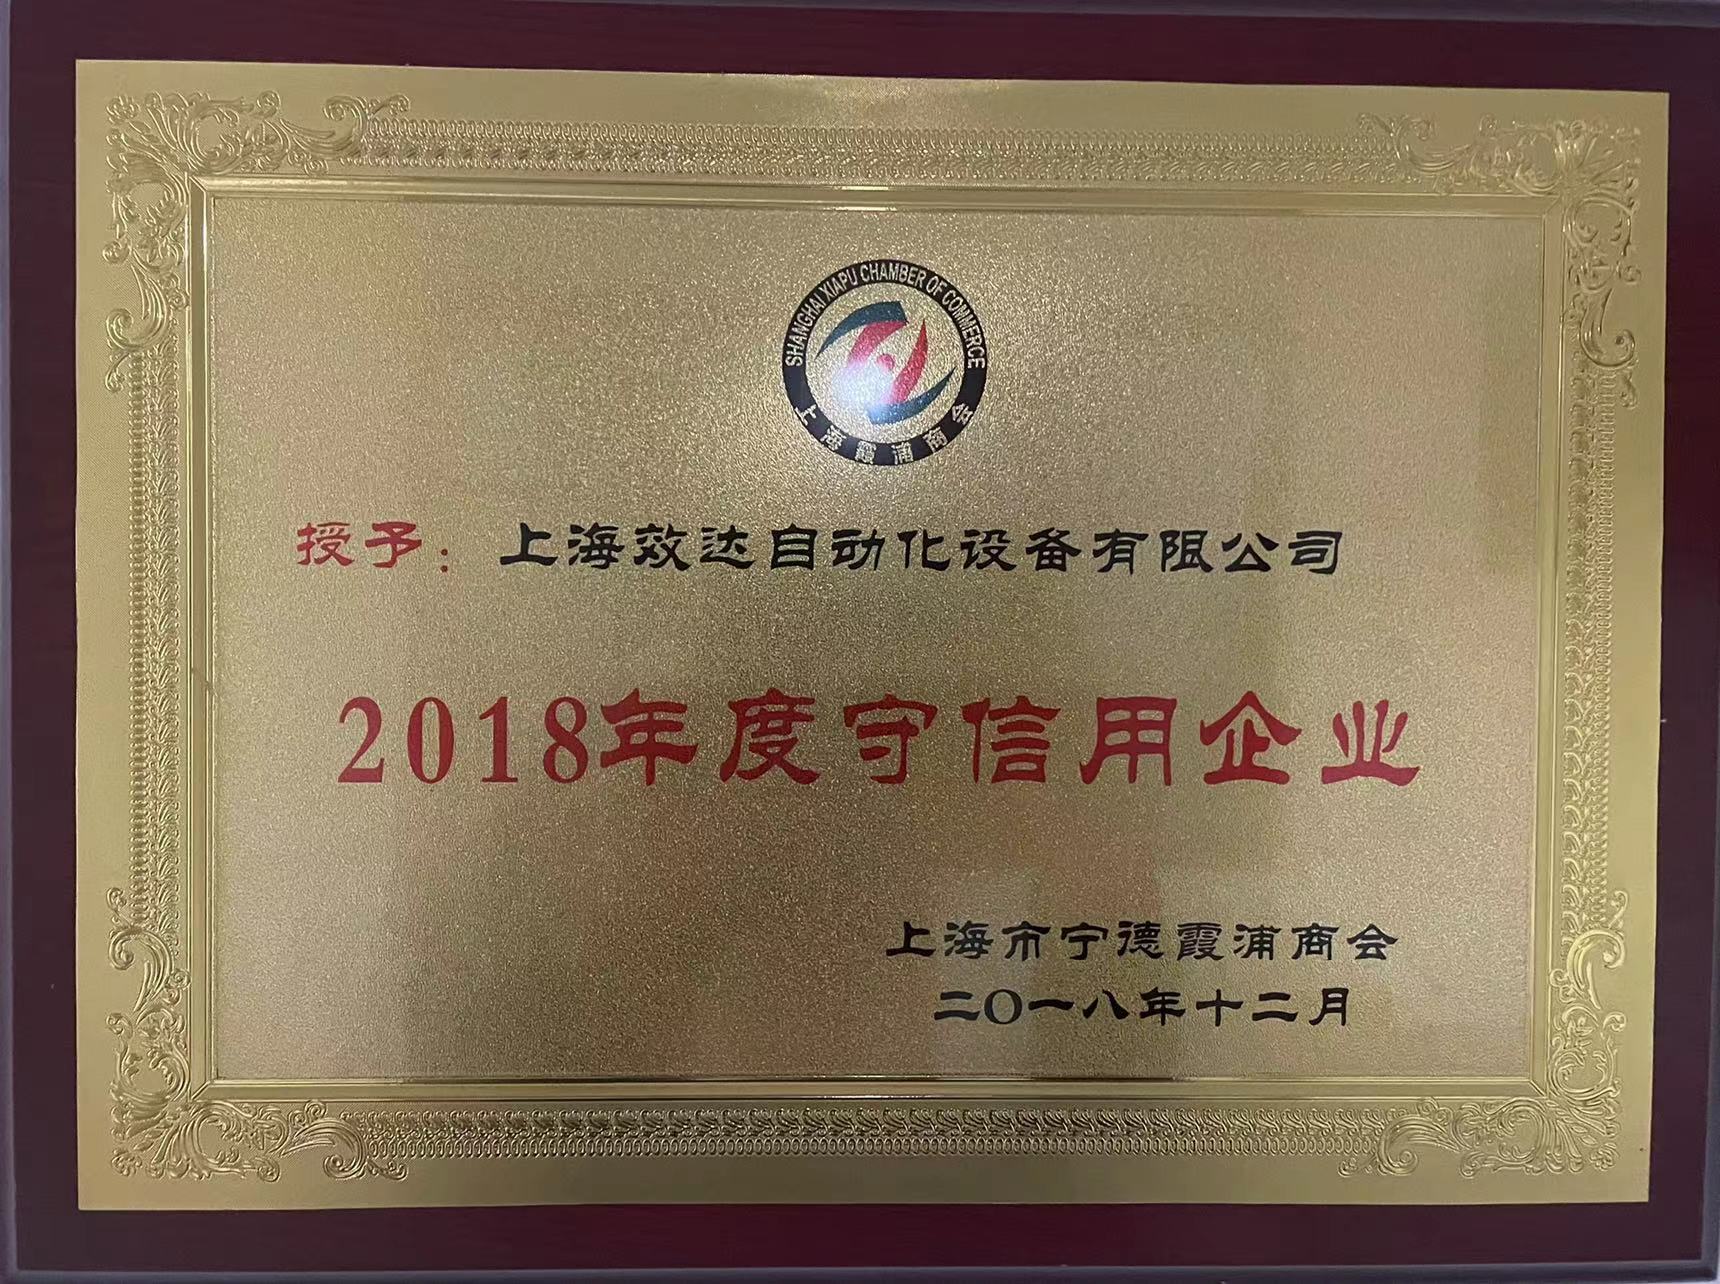 SHANGHAI XIAPU CHAMBER OF COMMERCE
上海霞浦商会
授予：上海效达自动化设备有限公司
2018年度守信用企业
上海市宁德霞浦商会
二〇一八年十二月